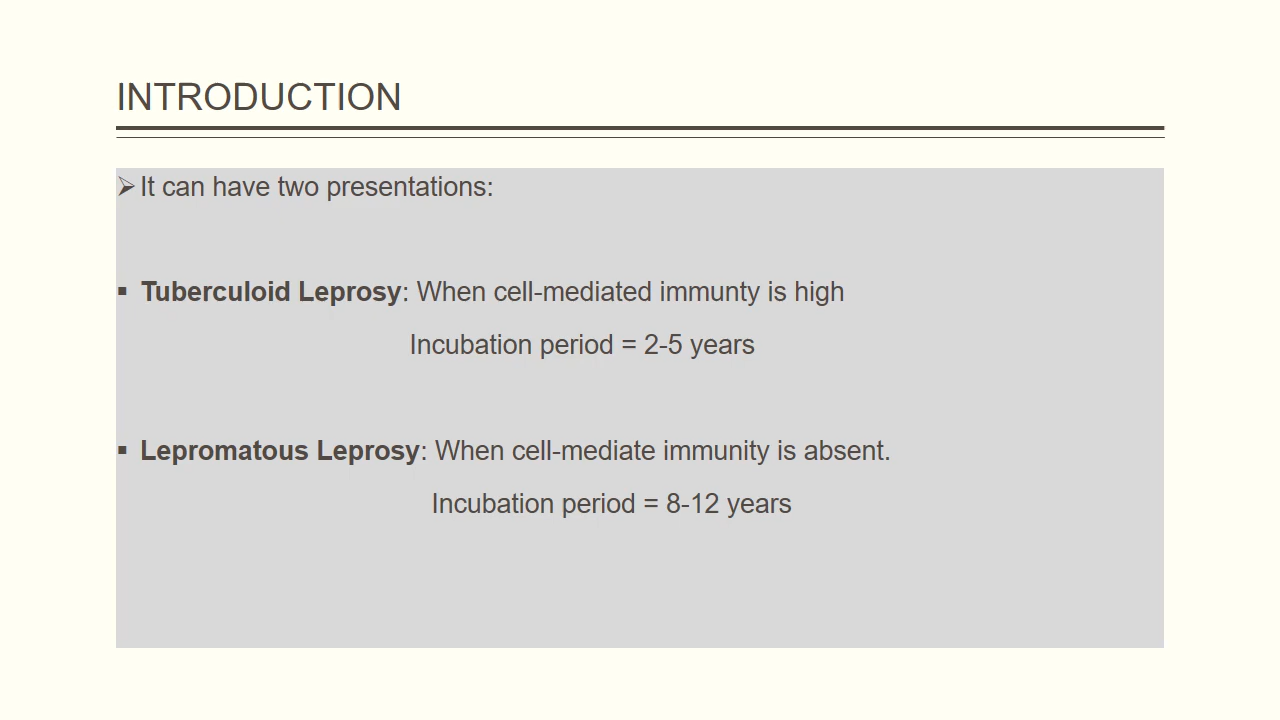 INTRODUCTION
➢It can have two presentations:
▪ Tuberculoid Leprosy: When cell-mediated immunty is high
Incubation period = 2-5 years
▪ Lepromatous Leprosy: When cell-mediate immunity is absent.
Incubation period = 8-12 years